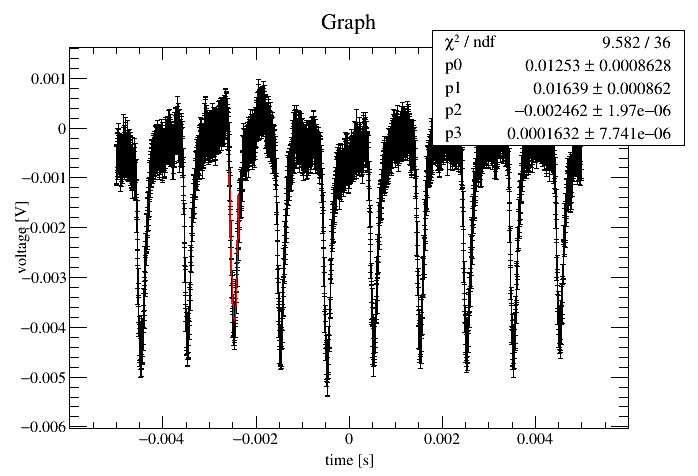 Graph
χ² / ndf 9.582 / 36
p0 0.01253 ± 0.0008628
p1 0.01639 ± 0.000862
p2 −0.002462 ± 1.97e−06
p3 0.0001632 ± 7.741e−06
0.001
0
−0.001
−0.002
−0.003
−0.004
−0.005
−0.006
voltage [V]
−0.004 −0.002 0 0.002 0.004
time [s]